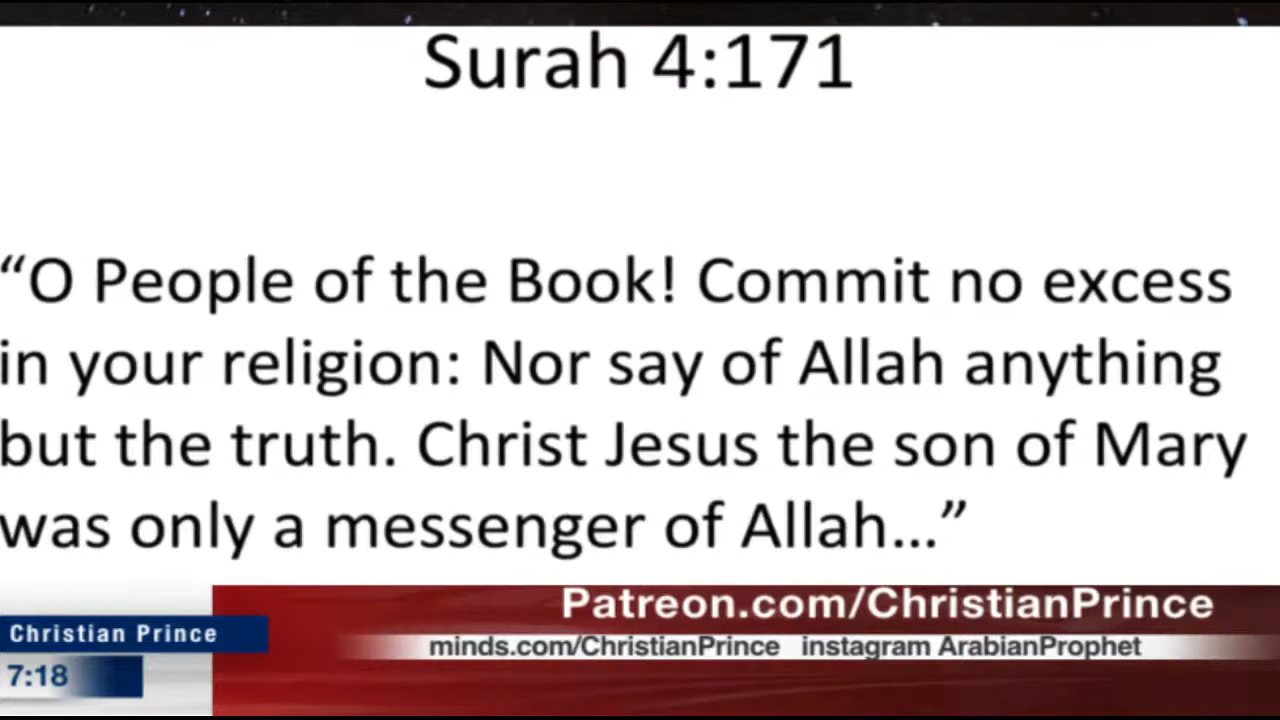 Surah 4:171
“O People of the Book! Commit no excess
in your religion: Nor say of Allah anything
but the truth. Christ Jesus the son of Mary
was only a messenger of Allah...”
Patreon.com/ChristianPrince
Christian Prince
minds.com/ChristianPrince instagram ArabianProphet
7:18